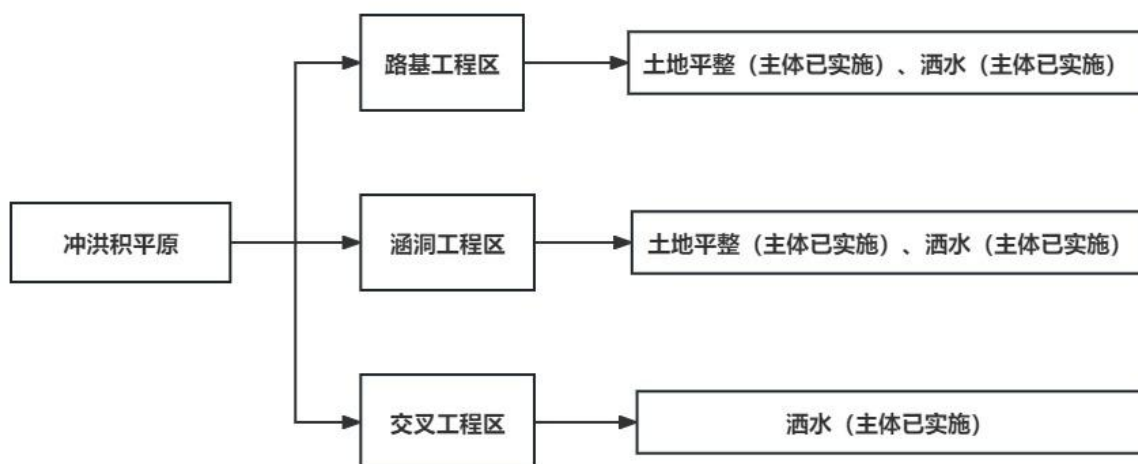 路基工程区
土地平整（主体已实施）、洒水（主体已实施）
冲洪积平原
涵洞工程区
土地平整（主体已实施）、洒水（主体已实施）
交叉工程区
洒水（主体已实施）